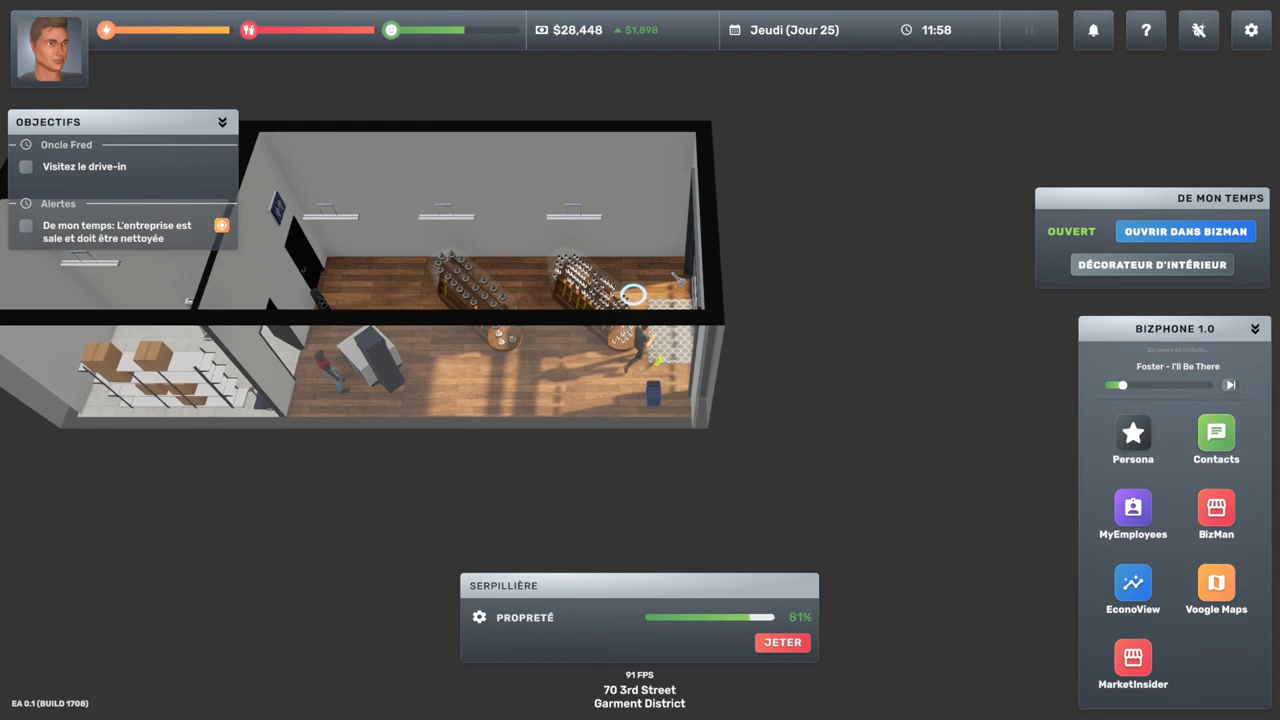 $28,448
$1,898
Jeudi (Jour 25)
11:58
?
OBJECTIFS
Oncle Fred
Visitez le drive-in
Alertes
De mon temps: L'entreprise est
sale et doit être nettoyée
DE MON TEMPS
OUVERT
OUVRIR DANS BIZMAN
DÉCORATEUR D'INTÉRIEUR
BIZPHONE 1.0
En cours de lecture...
Foster - I'll Be There
Persona
Contacts
MyEmployees
BizMan
EconoView
Voogle Maps
MarketInsider
SERPILLIÈRE
PROPRETÉ
81%
JETER
91 FPS
70 3rd Street
Garment District
EA 0.1 (BUILD 1708)